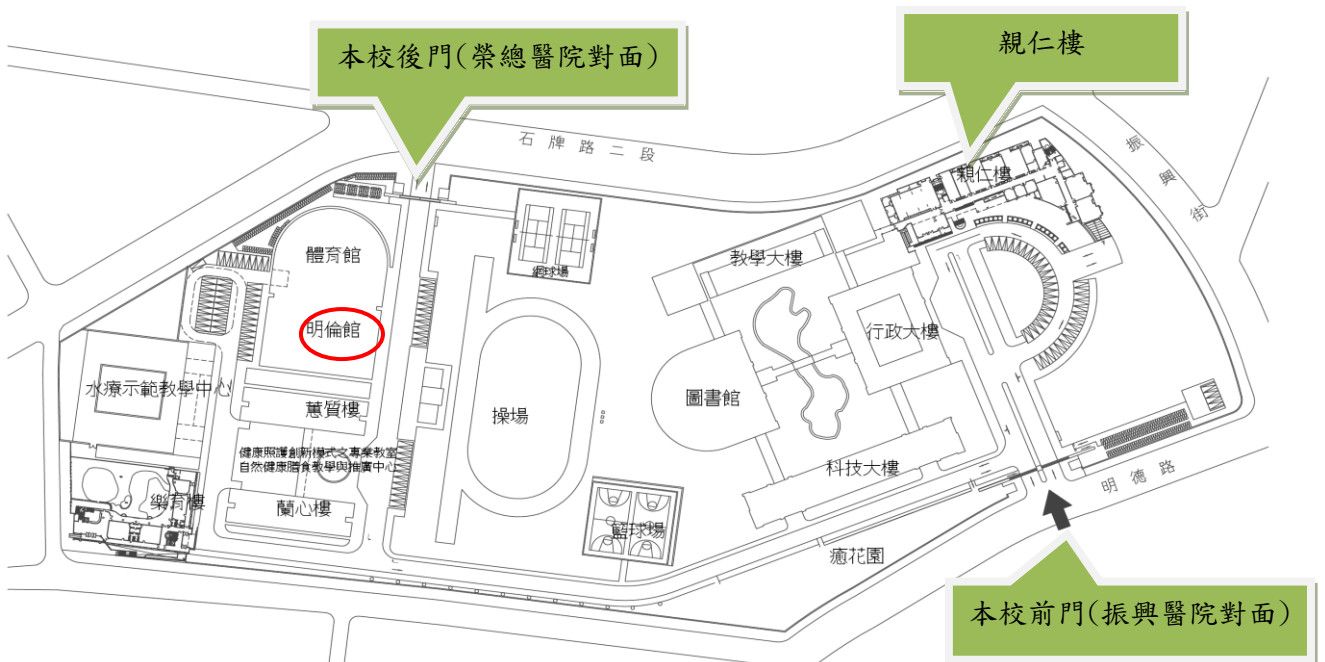 本校後門(榮總醫院對面)
親仁樓
石牌路二段
振興街
親仁樓
體育館
網球場
教學大樓
明倫館
行政大樓
水療示範教學中心
蕙質樓
操場
圖書館
健康照護創新模式之專業教室
自然健康膳食教學與推廣中心
科技大樓
明德路
樂育樓
蘭心樓
籃球場
癒花園
本校前門(振興醫院對面)